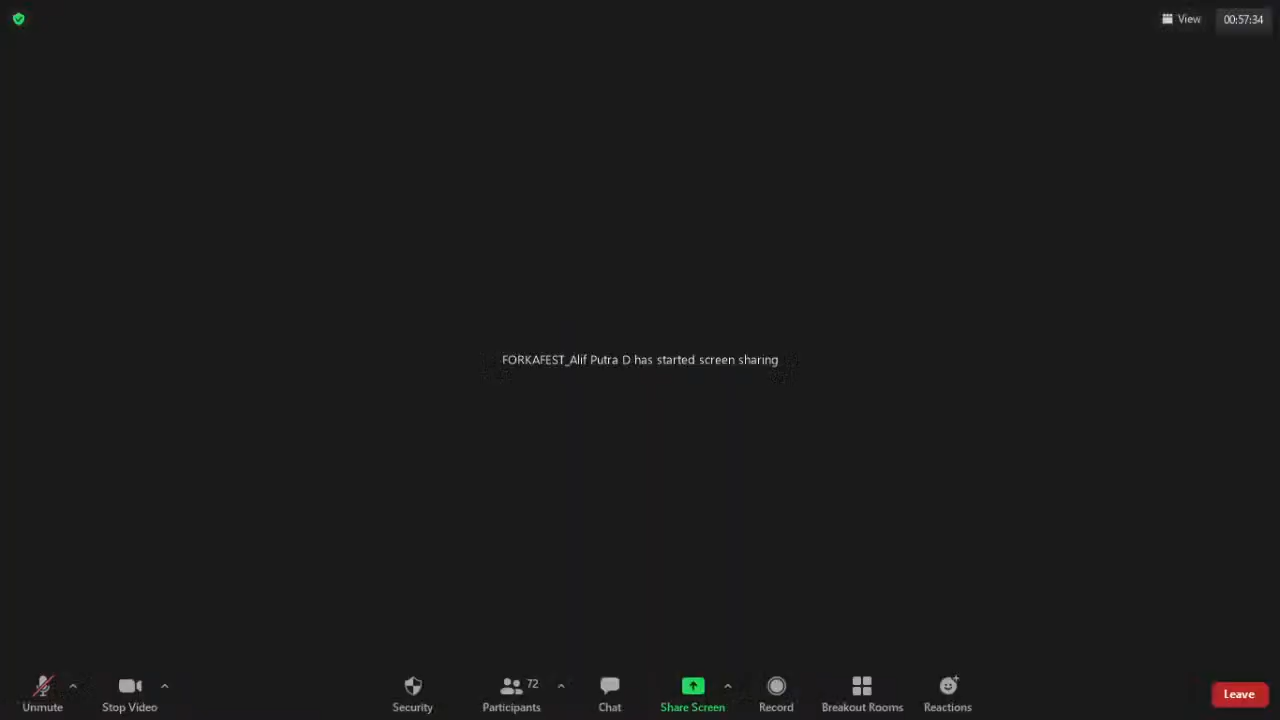 View
00:57:34
FORKAFEST_Alif Putra D has started screen sharing
72
Unmute
Stop Video
Security
Participants
Chat
Share Screen
Record
Breakout Rooms
Reactions
Leave